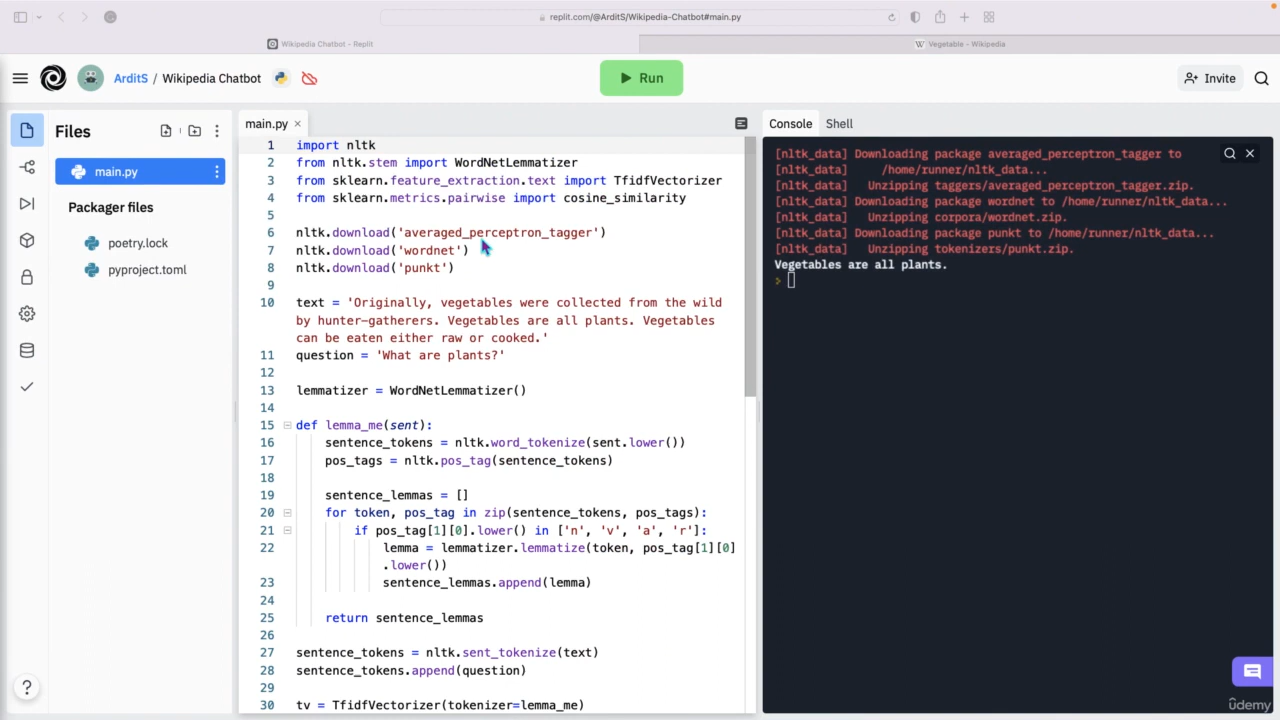 replit.com/@ArditS/Wikipedia-Chatbot#main.py
Wikipedia Chatbot - Replit
Vegetable - Wikipedia
ArditS / Wikipedia Chatbot
Run
Invite
Files
main.py
Packager files
poetry.lock
pyproject.toml
main.py
1 import nltk
2 from nltk.stem import WordNetLemmatizer
3 from sklearn.feature_extraction.text import TfidfVectorizer
4 from sklearn.metrics.pairwise import cosine_similarity
5
6 nltk.download('averaged_perceptron_tagger')
7 nltk.download('wordnet')
8 nltk.download('punkt')
9
10 text = 'Originally, vegetables were collected from the wild
by hunter-gatherers. Vegetables are all plants. Vegetables
can be eaten either raw or cooked.'
11 question = 'What are plants?'
12
13 lemmatizer = WordNetLemmatizer()
14
15 def lemma_me(sent):
16 sentence_tokens = nltk.word_tokenize(sent.lower())
17 pos_tags = nltk.pos_tag(sentence_tokens)
18
19 sentence_lemmas = []
20 for token, pos_tag in zip(sentence_tokens, pos_tags):
21 if pos_tag[1][0].lower() in ['n', 'v', 'a', 'r']:
22 lemma = lemmatizer.lemmatize(token, pos_tag[1][0]
.lower())
23 sentence_lemmas.append(lemma)
24
25 return sentence_lemmas
26
27 sentence_tokens = nltk.sent_tokenize(text)
28 sentence_tokens.append(question)
29
30 tv = TfidfVectorizer(tokenizer=lemma_me)
Console Shell
[nltk_data] Downloading package averaged_perceptron_tagger to
[nltk_data] /home/runner/nltk_data...
[nltk_data] Unzipping taggers/averaged_perceptron_tagger.zip.
[nltk_data] Downloading package wordnet to /home/runner/nltk_data...
[nltk_data] Unzipping corpora/wordnet.zip.
[nltk_data] Downloading package punkt to /home/runner/nltk_data...
[nltk_data] Unzipping tokenizers/punkt.zip.
Vegetables are all plants.
>
?
ûdemy